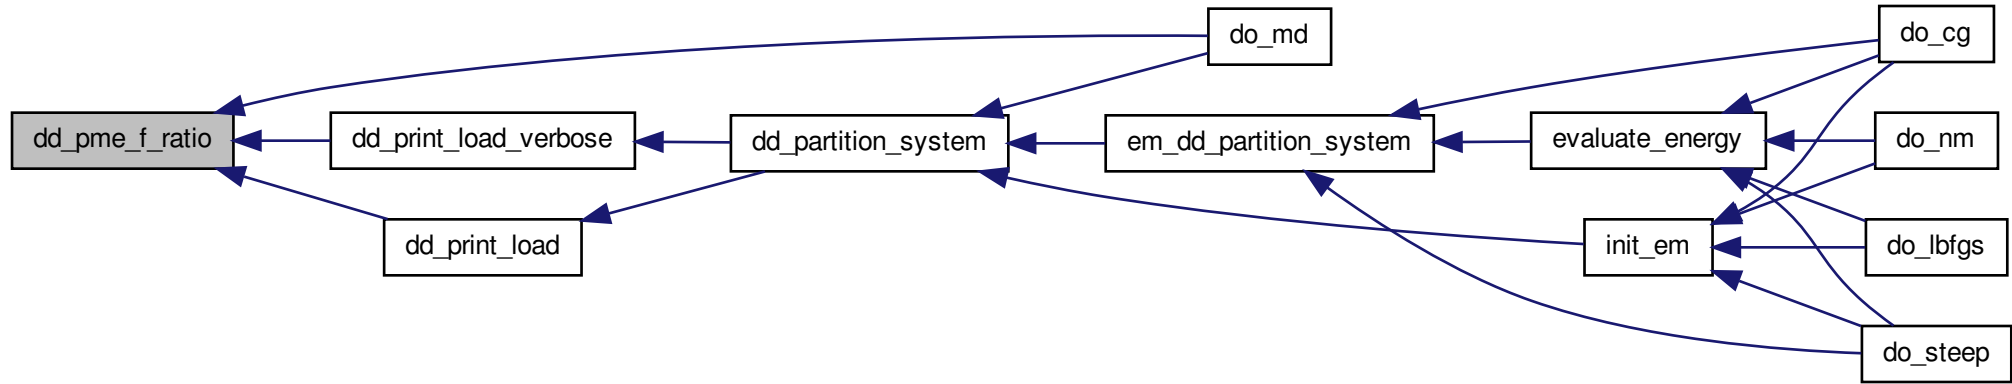 dd_pme_f_ratio
dd_print_load_verbose
dd_print_load
dd_partition_system
do_md
em_dd_partition_system
evaluate_energy
init_em
do_cg
do_nm
do_lbfgs
do_steep